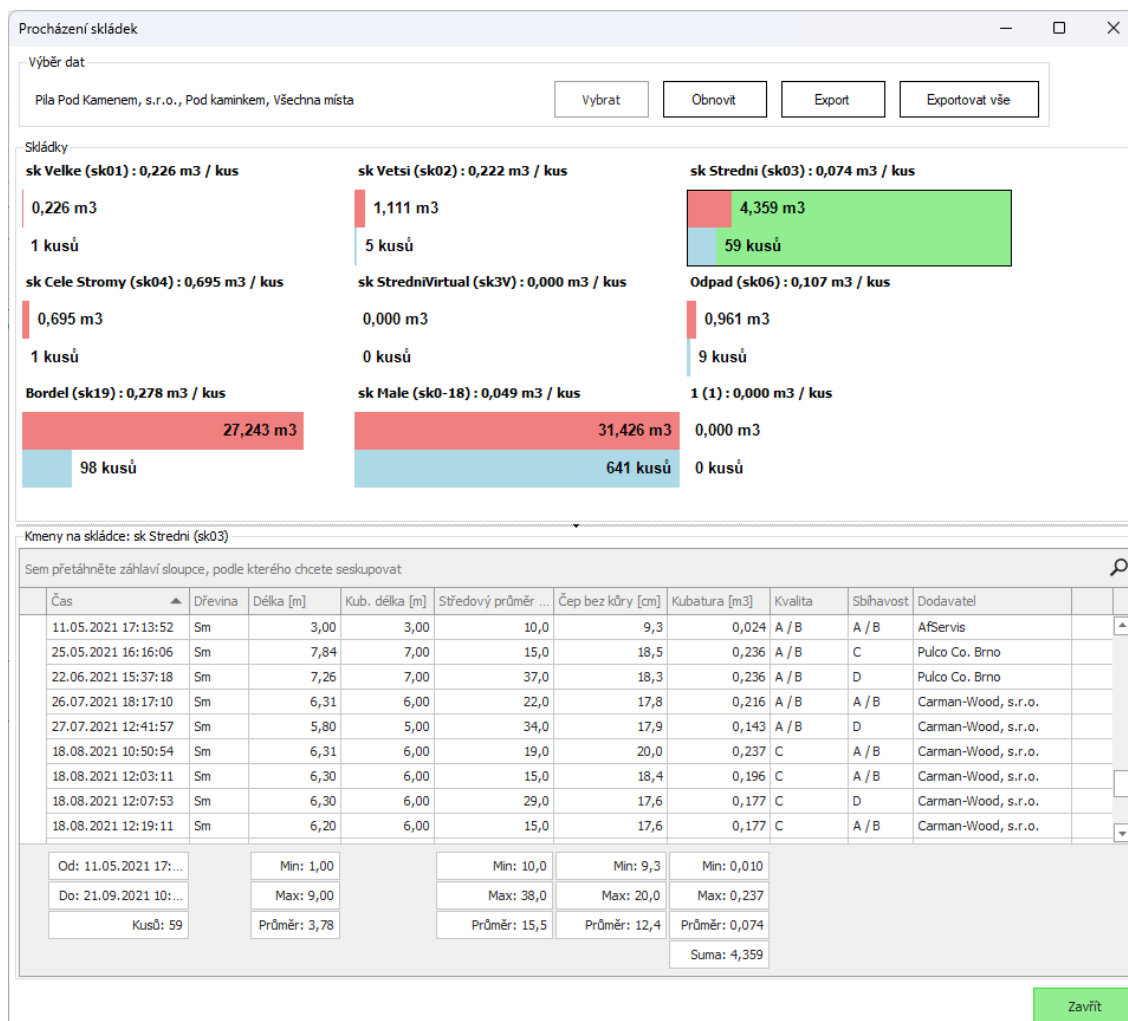 Procházení skládek
Výběr dat
Pila Pod Kamenem, s.r.o., Pod kaminkem, Všechna místa
Vybrat
Obnovit
Export
Exportovat vše
Skládky
sk Velke (sk01) : 0,226 m3 / kus
0,226 m3
1 kusů
sk Vetsi (sk02) : 0,222 m3 / kus
1,111 m3
5 kusů
sk Stredni (sk03) : 0,074 m3 / kus
4,359 m3
59 kusů
sk Cele Stromy (sk04) : 0,695 m3 / kus
0,695 m3
1 kusů
sk StredniVirtual (sk3V) : 0,000 m3 / kus
0,000 m3
0 kusů
Odpad (sk06) : 0,107 m3 / kus
0,961 m3
9 kusů
Bordel (sk19) : 0,278 m3 / kus
27,243 m3
98 kusů
sk Male (sk0-18) : 0,049 m3 / kus
31,426 m3
641 kusů
1 (1) : 0,000 m3 / kus
0,000 m3
0 kusů
Kmeny na skládce: sk Stredni (sk03)
Sem přetáhněte záhlaví sloupce, podle kterého chcete seskupovat
Čas Dřevina Délka [m] Kub. délka [m] Středový průměr ... Čep bez kůry [cm] Kubatura [m3] Kvalita Sbíhavost Dodavatel
11.05.2021 17:13:52 Sm 3,00 3,00 10,0 9,3 0,024 A / B A / B AfServis
25.05.2021 16:16:06 Sm 7,84 7,00 15,0 18,5 0,236 A / B C Pulco Co. Brno
22.06.2021 15:37:18 Sm 7,26 7,00 37,0 18,3 0,236 A / B D Pulco Co. Brno
26.07.2021 18:17:10 Sm 6,31 6,00 22,0 17,8 0,216 A / B A / B Carman-Wood, s.r.o.
27.07.2021 12:41:57 Sm 5,80 5,00 34,0 17,9 0,143 A / B D Carman-Wood, s.r.o.
18.08.2021 10:50:54 Sm 6,31 6,00 19,0 20,0 0,237 C A / B Carman-Wood, s.r.o.
18.08.2021 12:03:11 Sm 6,30 6,00 15,0 18,4 0,196 C A / B Carman-Wood, s.r.o.
18.08.2021 12:07:53 Sm 6,30 6,00 29,0 17,6 0,177 C D Carman-Wood, s.r.o.
18.08.2021 12:19:11 Sm 6,20 6,00 15,0 17,6 0,177 C A / B Carman-Wood, s.r.o.
Od: 11.05.2021 17:... Min: 1,00 Min: 10,0 Min: 9,3 Min: 0,010
Do: 21.09.2021 10:... Max: 9,00 Max: 38,0 Max: 20,0 Max: 0,237
Kusů: 59 Průměr: 3,78 Průměr: 15,5 Průměr: 12,4 Průměr: 0,074
Suma: 4,359
Zavřít